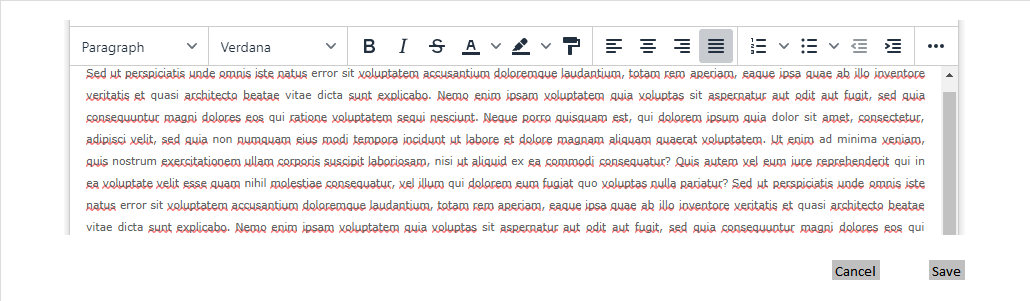 Paragraph Verdana B I S A
Sed ut perspiciatis unde omnis iste natus error sit voluptatem accusantium doloremque laudantium, totam rem aperiam, eaque ipsa quae ab illo inventore
veritatis et quasi architecto beatae vitae dicta sunt explicabo. Nemo enim ipsam voluptatem quia voluptas sit aspernatur aut odit aut fugit, sed quia
consequuntur magni dolores eos qui ratione voluptatem sequi nesciunt. Neque porro quisquam est, qui dolorem ipsum quia dolor sit amet, consectetur,
adipisci velit, sed quia non numquam eius modi tempora incidunt ut labore et dolore magnam aliquam quaerat voluptatem. Ut enim ad minima veniam,
quis nostrum exercitationem ullam corporis suscipit laboriosam, nisi ut aliquid ex ea commodi consequatur? Quis autem vel eum iure reprehenderit qui in
ea voluptate velit esse quam nihil molestiae consequatur, vel illum qui dolorem eum fugiat quo voluptas nulla pariatur? Sed ut perspiciatis unde omnis iste
natus error sit voluptatem accusantium doloremque laudantium, totam rem aperiam, eaque ipsa quae ab illo inventore veritatis et quasi architecto beatae
vitae dicta sunt explicabo. Nemo enim ipsam voluptatem quia voluptas sit aspernatur aut odit aut fugit, sed quia consequuntur magni dolores eos qui
Cancel Save